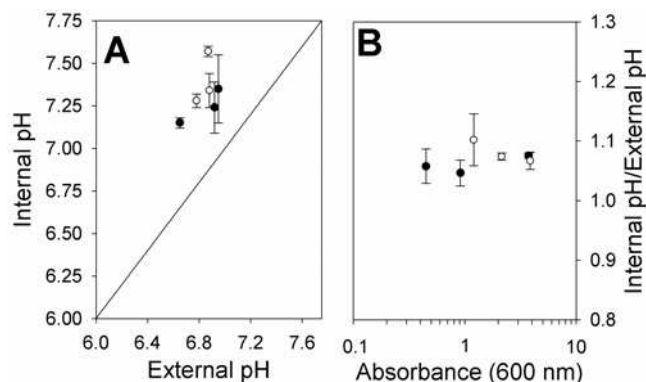 A
7.75
7.50
7.25
7.00
6.75
6.50
6.25
6.00
Internal pH
6.0 6.4 6.8 7.2 7.6
External pH
B
1.3
1.2
1.1
1.0
0.9
0.8
Internal pH/External pH
0.1 1 10
Absorbance (600 nm)